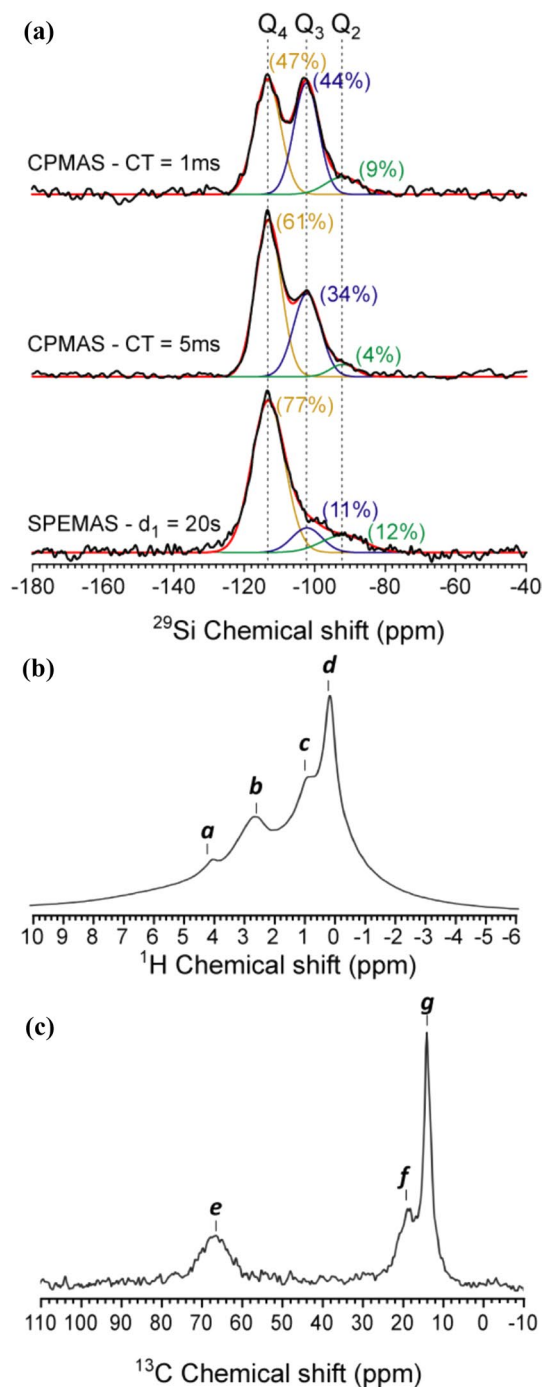 (a)
Q₄ Q₃ Q₂
(47%)
(44%)
CPMAS - CT = 1ms
(9%)
(61%)
(34%)
CPMAS - CT = 5ms
(4%)
(77%)
(11%)
SPEMAS - d₁ = 20s
(12%)
-180 -160 -140 -120 -100 -80 -60 -40
²⁹Si Chemical shift (ppm)
(b)
d
c
b
a
10 9 8 7 6 5 4 3 2 1 0 -1 -2 -3 -4 -5 -6
¹H Chemical shift (ppm)
(c)
g
f
e
110 100 90 80 70 60 50 40 30 20 10 0 -10
¹³C Chemical shift (ppm)